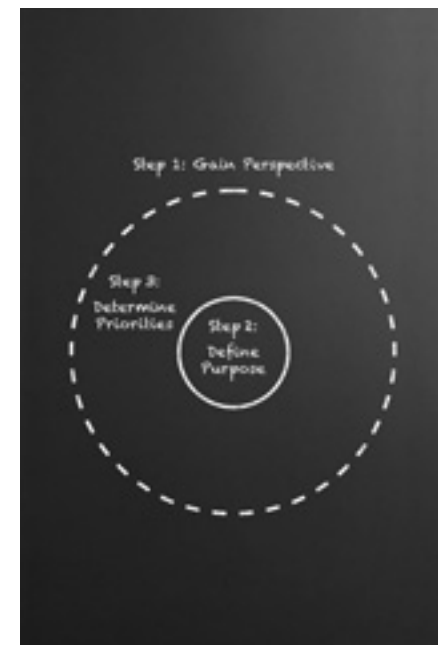 Step 1: Gain Perspective
Step 3:
Determine
Priorities
Step 2:
Define
Purpose